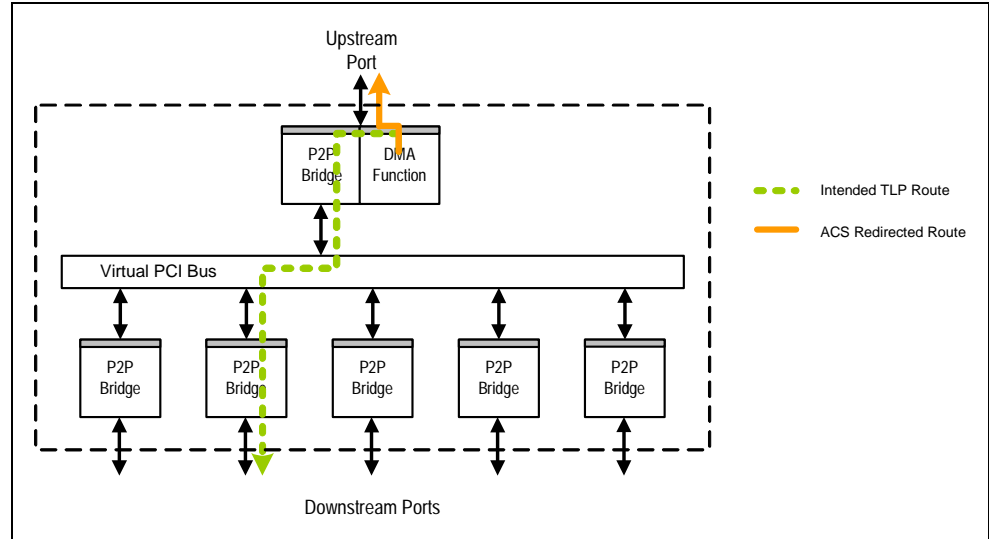 Upstream
Port
P2P
Bridge
DMA
Function
Intended TLP Route
ACS Redirected Route
Virtual PCI Bus
P2P
Bridge
P2P
Bridge
P2P
Bridge
P2P
Bridge
P2P
Bridge
Downstream Ports